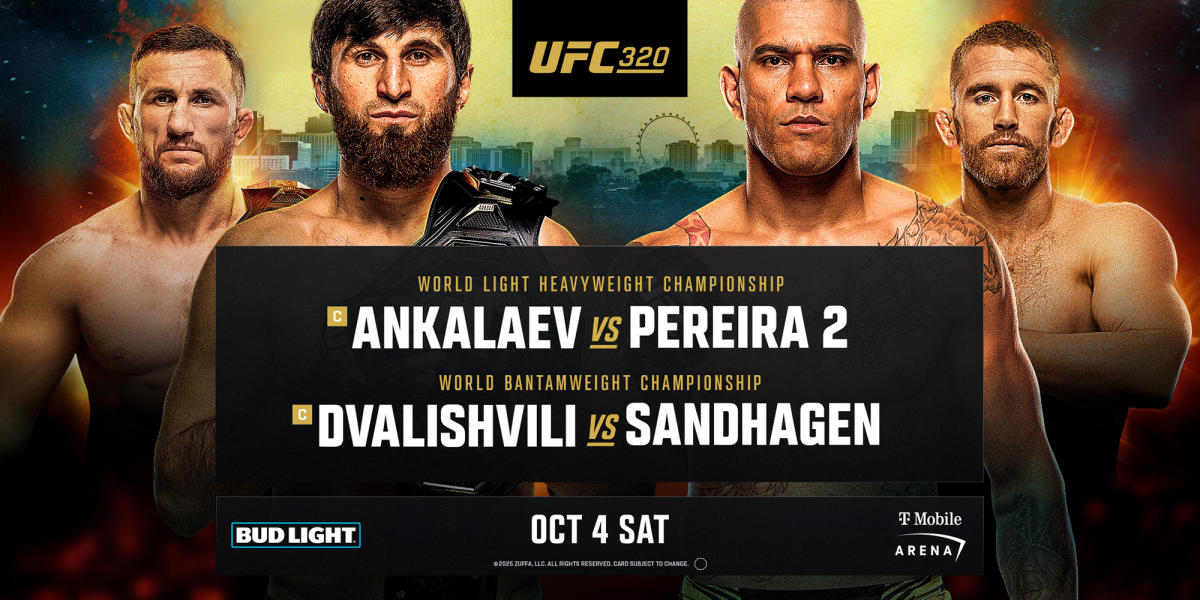 UFC 320
WORLD LIGHT HEAVYWEIGHT CHAMPIONSHIP
C ANKALAEV VS PEREIRA 2
WORLD BANTAMWEIGHT CHAMPIONSHIP
C DVALISHVILI VS SANDHAGEN
BUD LIGHT.
OCT 4 SAT
©2025 ZUFFA, LLC. ALL RIGHTS RESERVED. CARD SUBJECT TO CHANGE.
T Mobile
ARENA